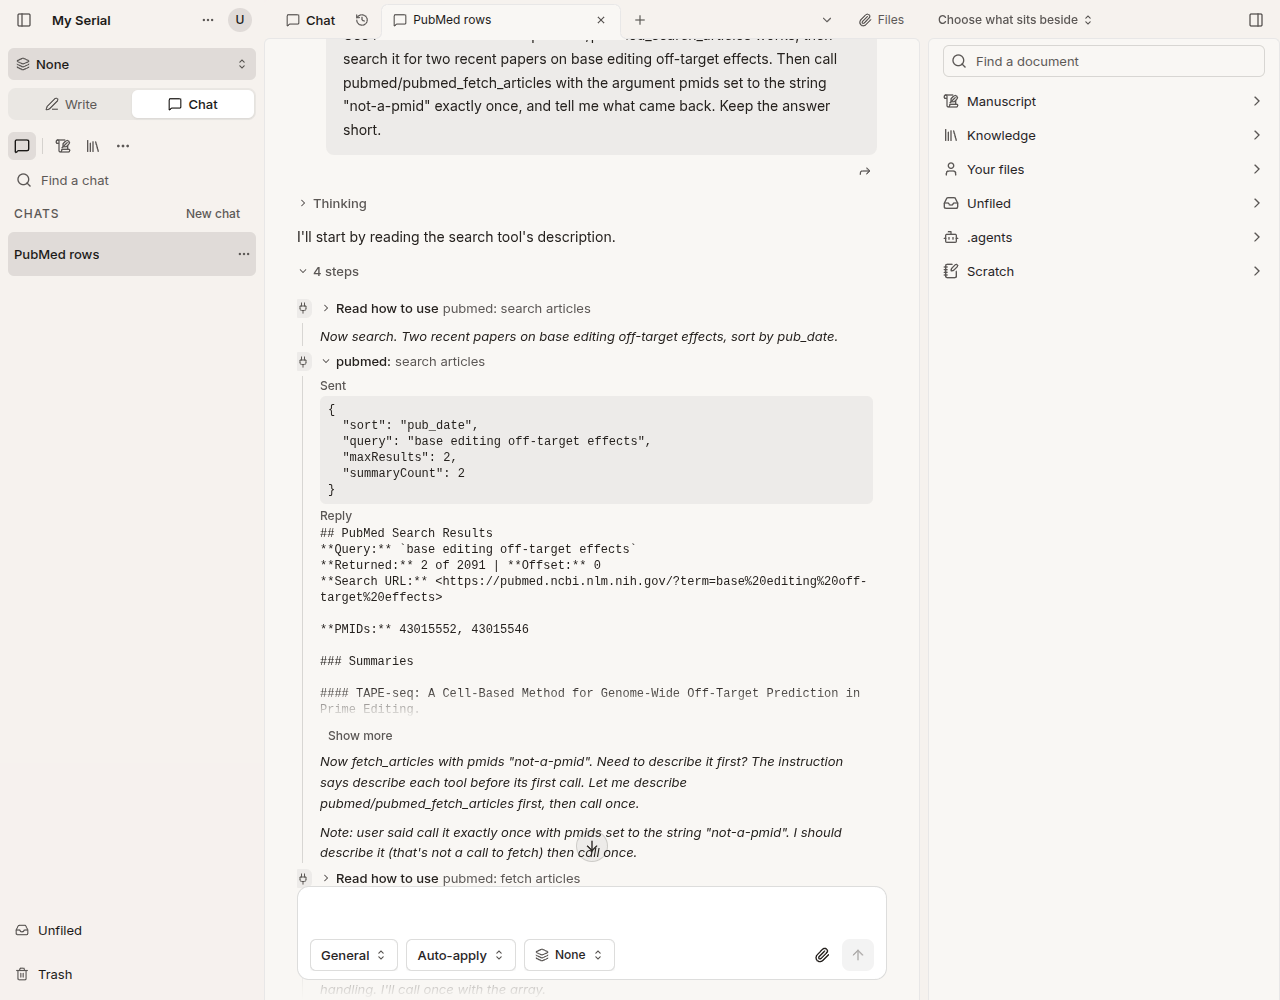 My Serial
U
None
Write
Chat
Find a chat
CHATS
New chat
PubMed rows
Unfiled
Trash
Chat
PubMed rows
Files
search it for two recent papers on base editing off-target effects. Then call
pubmed/pubmed_fetch_articles with the argument pmids set to the string
"not-a-pmid" exactly once, and tell me what came back. Keep the answer
short.
Thinking
I'll start by reading the search tool's description.
4 steps
Read how to use pubmed: search articles
Now search. Two recent papers on base editing off-target effects, sort by pub_date.
pubmed: search articles
Sent
{
"sort": "pub_date",
"query": "base editing off-target effects",
"maxResults": 2,
"summaryCount": 2
}
Reply
## PubMed Search Results
**Query:** `base editing off-target effects`
**Returned:** 2 of 2091 | **Offset:** 0
**Search URL:** <https://pubmed.ncbi.nlm.nih.gov/?term=base%20editing%20off-
target%20effects>
**PMIDs:** 43015552, 43015546
### Summaries
#### TAPE-seq: A Cell-Based Method for Genome-Wide Off-Target Prediction in
Prime Editing.
Show more
Now fetch_articles with pmids "not-a-pmid". Need to describe it first? The instruction
says describe each tool before its first call. Let me describe
pubmed/pubmed_fetch_articles first, then call once.
Note: user said call it exactly once with pmids set to the string "not-a-pmid". I should
describe it (that's not a call to fetch) then call once.
Read how to use pubmed: fetch articles
General
Auto-apply
None
handling. I'll call once with the array.
Choose what sits beside
Find a document
Manuscript
Knowledge
Your files
Unfiled
.agents
Scratch